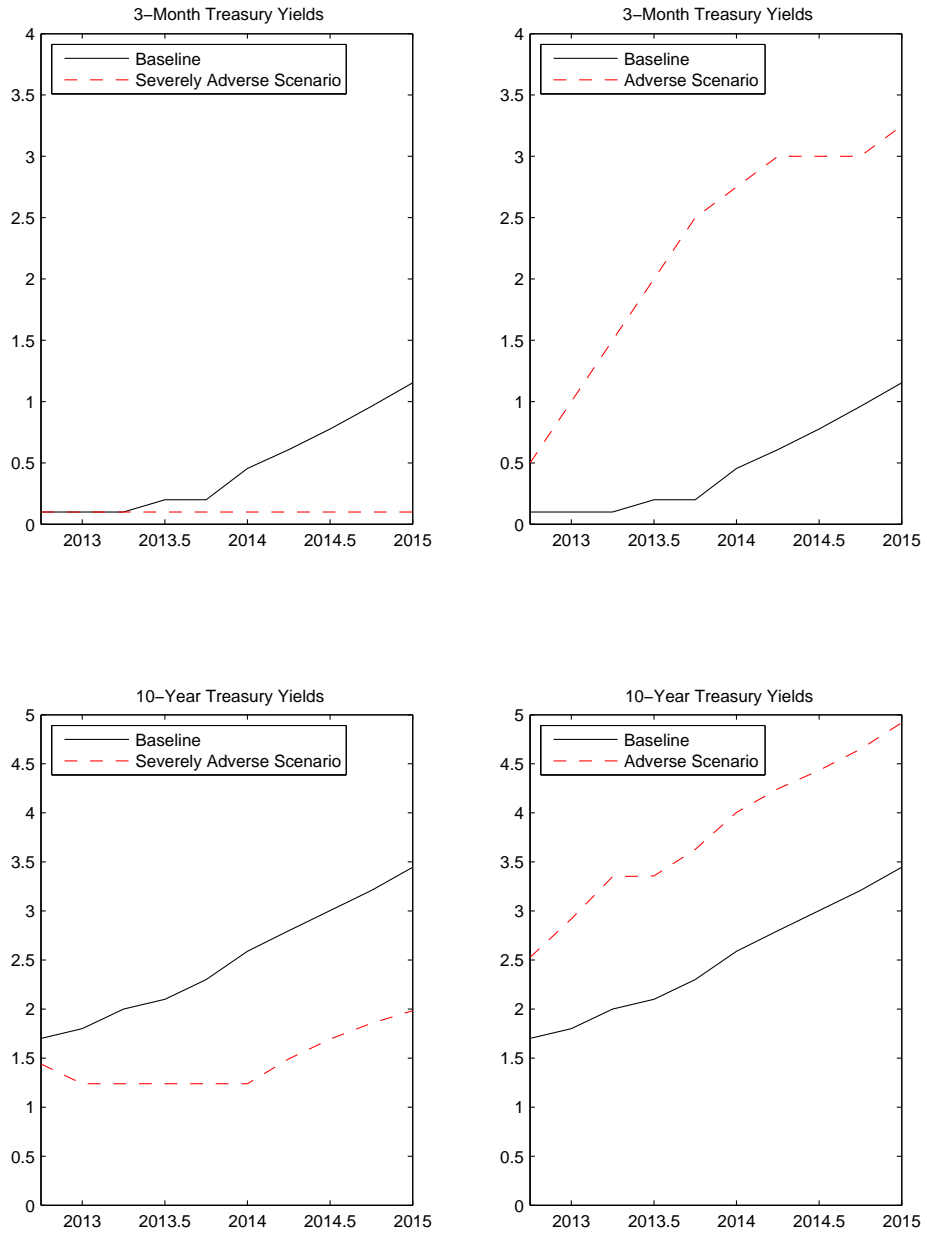 3−Month Treasury Yields
4
3.5
3
2.5
2
1.5
1
0.5
0
2013 2013.5 2014 2014.5 2015
Baseline
Severely Adverse Scenario
3−Month Treasury Yields
4
3.5
3
2.5
2
1.5
1
0.5
0
2013 2013.5 2014 2014.5 2015
Baseline
Adverse Scenario
10−Year Treasury Yields
5
4.5
4
3.5
3
2.5
2
1.5
1
0.5
0
2013 2013.5 2014 2014.5 2015
Baseline
Severely Adverse Scenario
10−Year Treasury Yields
5
4.5
4
3.5
3
2.5
2
1.5
1
0.5
0
2013 2013.5 2014 2014.5 2015
Baseline
Adverse Scenario